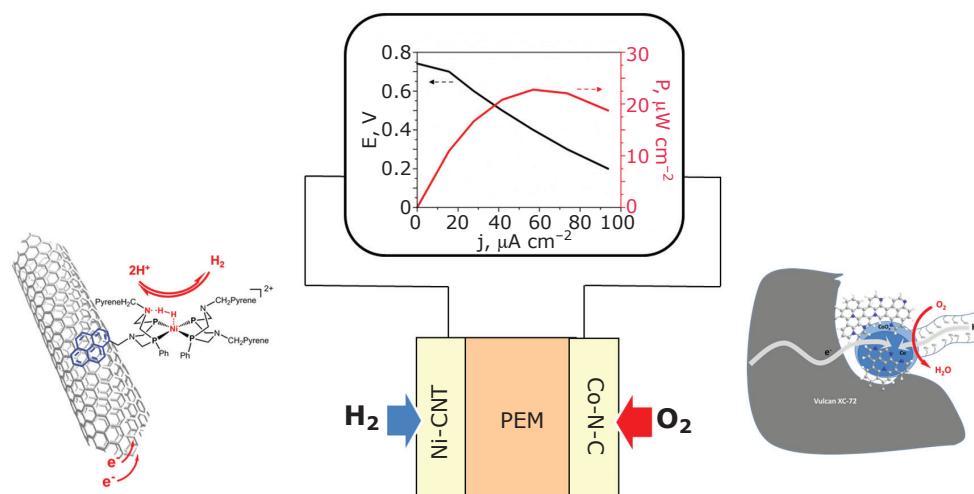 0.8
0.6
0.4
0.2
0
E, V
0 20 40 60 80 100
j, μA cm⁻²
30
20
10
0
P, μW cm⁻²
2H⁺
H₂
2+
PyreneH₂C
N
H
H
N
CH₂Pyrene
P
P
Ni
N
P
P
N
CH₂Pyrene
Ph
Ph
e⁻
e⁻
H₂
Ni-CNT
PEM
Co-N-C
O₂
O₂
CoOₓ
Co
e⁻
H₂O
Vulcan XC-72